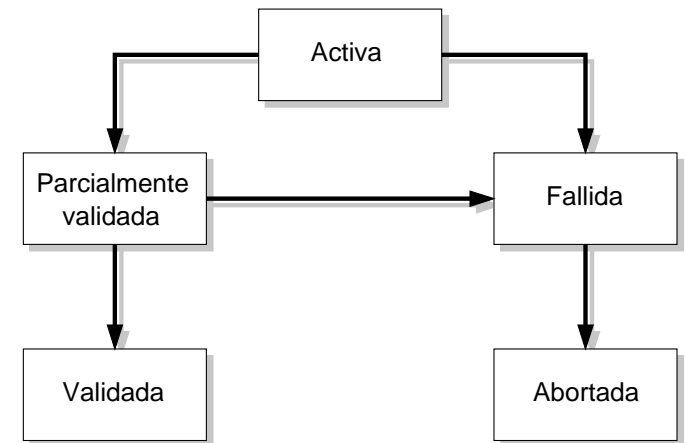 Activa
Parcialmente
validada
Fallida
Validada
Abortada